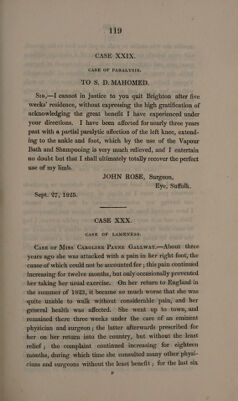 119
CASE XXIX.
CASE OF PARALYSIS.
TO S. D. MAHOMED.
SIR,—I cannot in justice to you quit Brighton after five
weeks' residence, without expressing the high gratification of
acknowledging the great benefit I have experienced under
your directions. I have been affected for nearly three years
past with a partial paralytic affection of the left knee, extend-
ing to the ankle and foot, which by the use of the Vapour
Bath and Shampooing is very much relieved, and I entertain
no doubt but that I shall ultimately totally recover the perfect
use of my limb.
JOHN ROSE, Surgeon,
Eye, Suffolk.
Sept. 27, 1825.
CASE XXX.
CASE OF LAMENESS.
CASE OF MISS CAROLINE PAYNE GALLWAY.—About three
years ago she was attacked with a pain in her right foot, the
cause of which could not be accounted for; this pain continued
increasing for twelve months, but only occasionally prevented
her taking her usual exercise. On her return to England in
the summer of 1823, it became so much worse that she was
quite unable to walk without considerable pain, and her
general health was affected. She went up to town, and
remained there three weeks under the care of an eminent
physician and surgeon; the latter afterwards prescribed for
her on her return into the country, but without the least
relief; the complaint continued increasing for eighteen
months, during which time she consulted many other physi-
cians and surgeons without the least benefit; for the last six